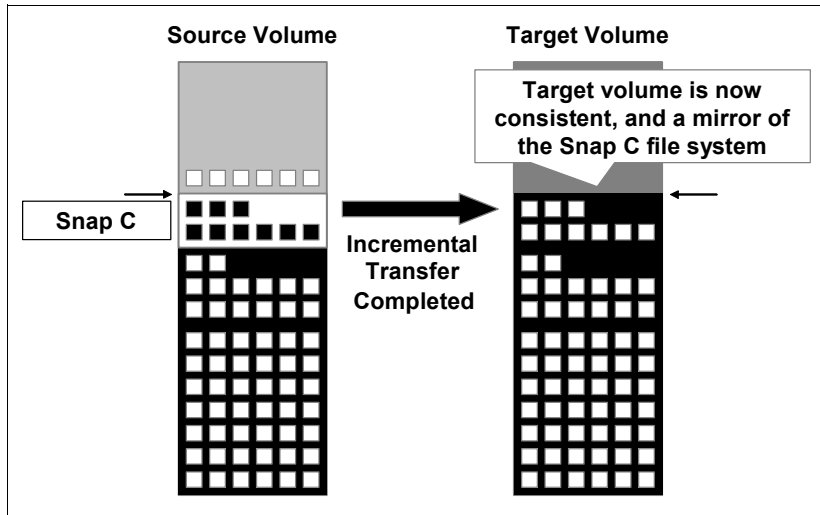 Source Volume
Target Volume
Target volume is now
consistent, and a mirror of
the Snap C file system
Snap C
Incremental
Transfer
Completed